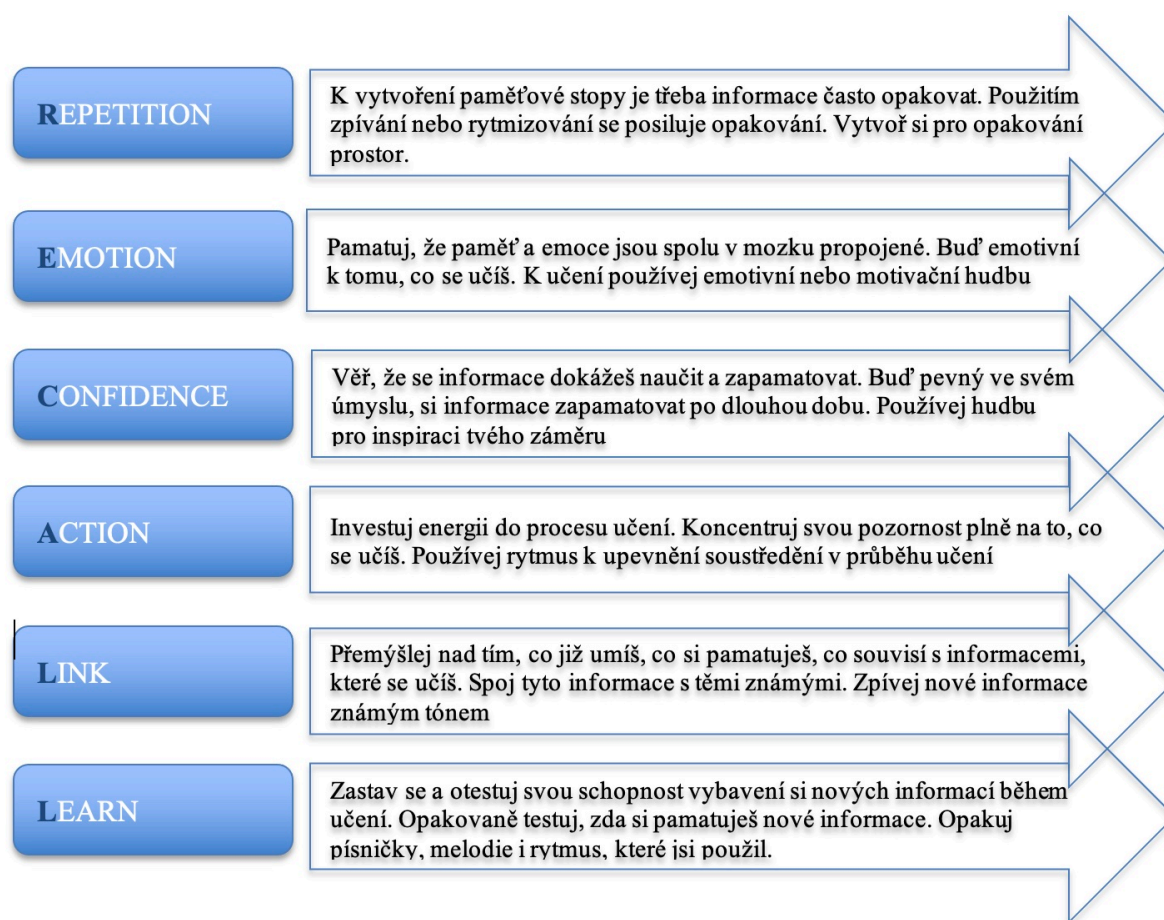 REPETITION
K vytvoření paměťové stopy je třeba informace často opakovat. Použitím
zpívání nebo rytmizování se posiluje opakování. Vytvoř si pro opakování
prostor.
EMOTION
Pamatuj, že paměť a emoce jsou spolu v mozku propojené. Buď emotivní
k tomu, co se učíš. K učení používej emotivní nebo motivační hudbu
CONFIDENCE
Věř, že se informace dokážeš naučit a zapamatovat. Buď pevný ve svém
úmyslu, si informace zapamatovat po dlouhou dobu. Používej hudbu
pro inspiraci tvého záměru
ACTION
Investuj energii do procesu učení. Koncentruj svou pozornost plně na to, co
se učíš. Používej rytmus k upevnění soustředění v průběhu učení
LINK
Přemýšlej nad tím, co již umíš, co si pamatuješ, co souvisí s informacemi,
které se učíš. Spoj tyto informace s těmi známými. Zpívej nové informace
známým tónem
LEARN
Zastav se a otestuj svou schopnost vybavení si nových informací během
učení. Opakovaně testuj, zda si pamatuješ nové informace. Opakuj
písničky, melodie i rytmus, které jsi použil.